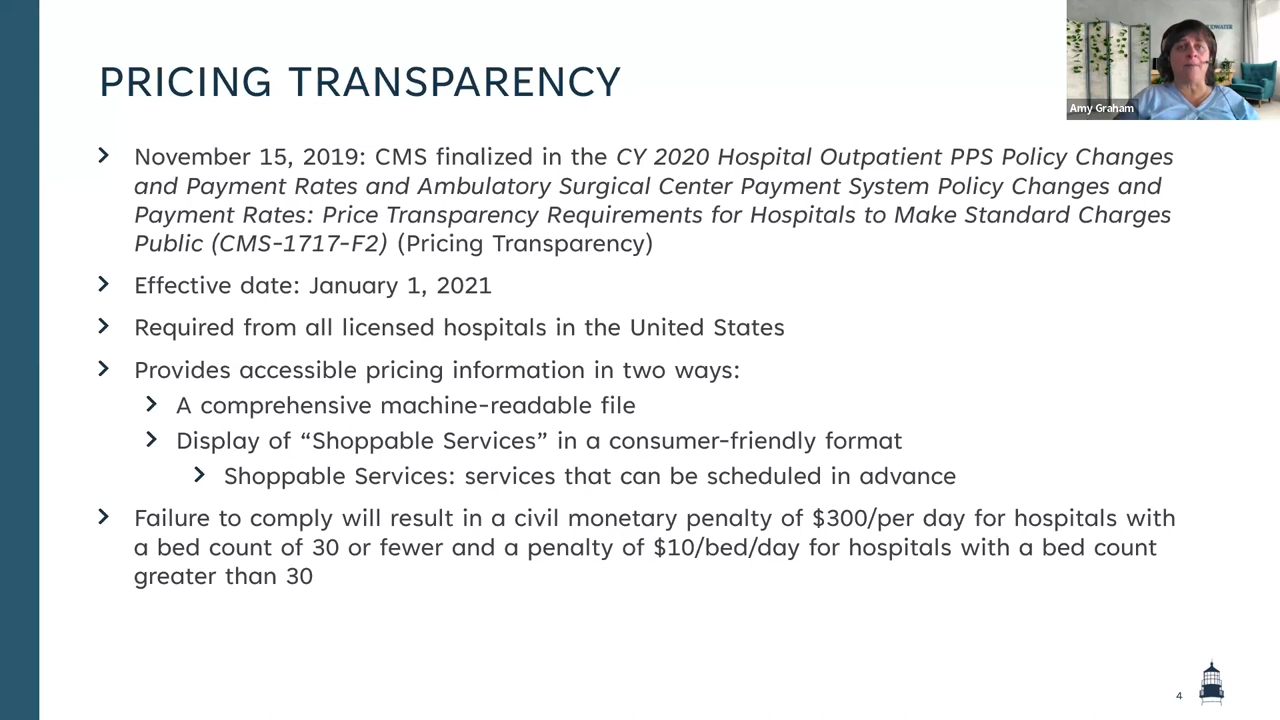 PRICING TRANSPARENCY
Amy Graham
November 15, 2019: CMS finalized in the CY 2020 Hospital Outpatient PPS Policy Changes
and Payment Rates and Ambulatory Surgical Center Payment System Policy Changes and
Payment Rates: Price Transparency Requirements for Hospitals to Make Standard Charges
Public (CMS-1717-F2) (Pricing Transparency)
Effective date: January 1, 2021
Required from all licensed hospitals in the United States
Provides accessible pricing information in two ways:
A comprehensive machine-readable file
Display of “Shoppable Services” in a consumer-friendly format
Shoppable Services: services that can be scheduled in advance
Failure to comply will result in a civil monetary penalty of $300/per day for hospitals with
a bed count of 30 or fewer and a penalty of $10/bed/day for hospitals with a bed count
greater than 30
4